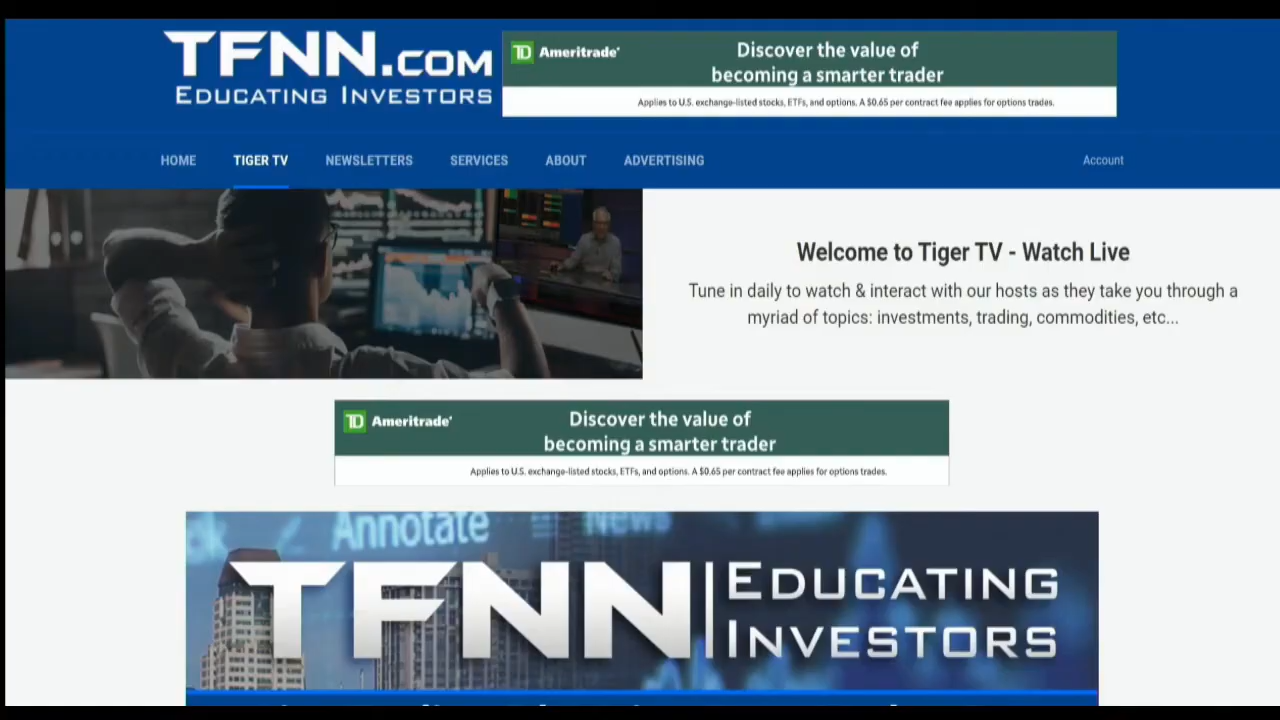 TFNN.COM
EDUCATING INVESTORS
TD Ameritrade
Discover the value of
becoming a smarter trader
Applies to U.S. exchange-listed stocks, ETFs, and options. A $0.65 per contract fee applies for options trades.
HOME TIGER TV NEWSLETTERS SERVICES ABOUT ADVERTISING Account
Welcome to Tiger TV - Watch Live
Tune in daily to watch & interact with our hosts as they take you through a
myriad of topics: investments, trading, commodities, etc...
TD Ameritrade
Discover the value of
becoming a smarter trader
Applies to U.S. exchange-listed stocks, ETFs, and options. A $0.65 per contract fee applies for options trades.
Annotate News
TFNN EDUCATING
INVESTORS